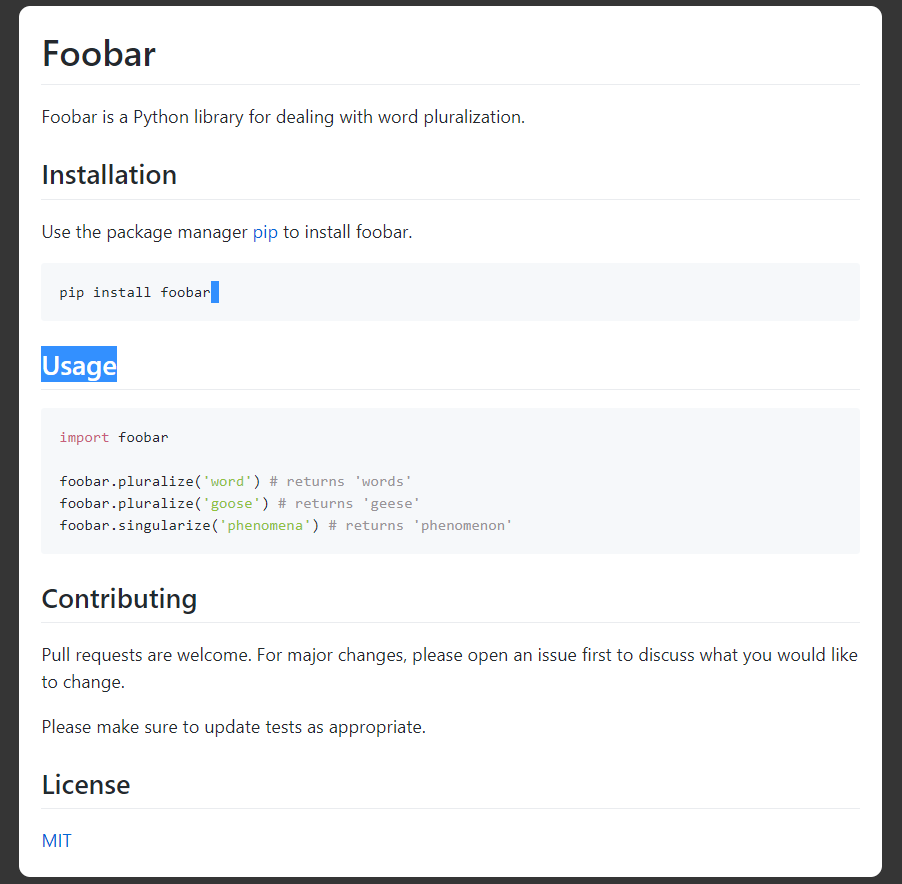 Foobar
Foobar is a Python library for dealing with word pluralization.
Installation
Use the package manager pip to install foobar.
pip install foobar
Usage
import foobar
foobar.pluralize('word') # returns 'words'
foobar.pluralize('goose') # returns 'geese'
foobar.singularize('phenomena') # returns 'phenomenon'
Contributing
Pull requests are welcome. For major changes, please open an issue first to discuss what you would like
to change.
Please make sure to update tests as appropriate.
License
MIT